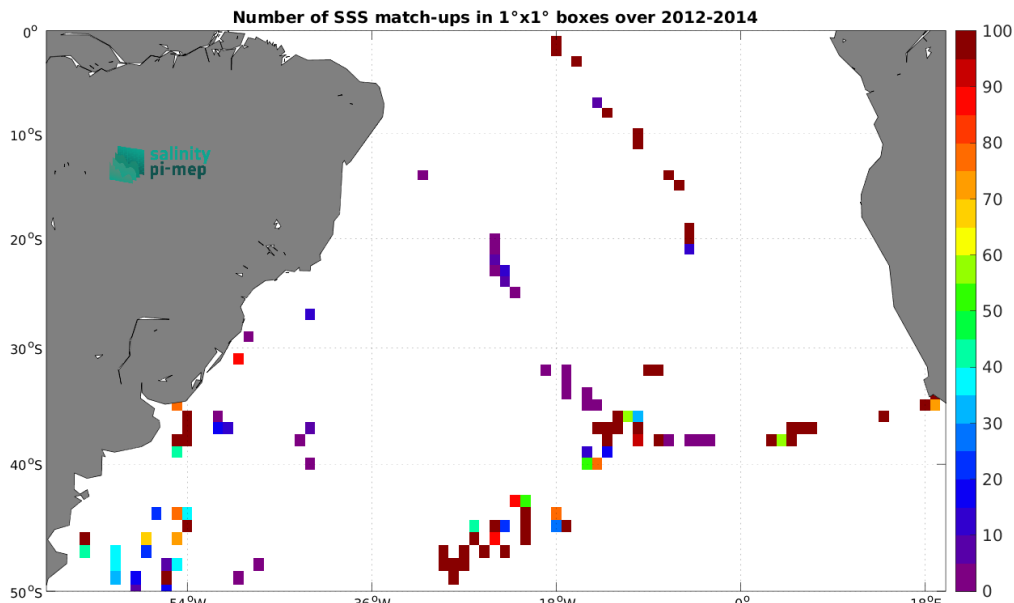 Number of SSS match-ups in 1°x1° boxes over 2012-2014
0°
10°S
20°S
30°S
40°S
50°S
54°W
36°W
18°W
0°
18°E
salinity
pi-mep
100
90
80
70
60
50
40
30
20
10
0